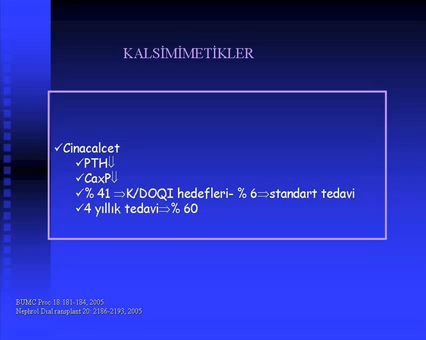 KALSİMİMETİKLER
✓Cinacalcet
✓PTH⇓
✓CaxP⇓
✓% 41 ⇒K/DOQI hedefleri- % 6⇒standart tedavi
✓4 yıllık tedavi⇒% 60
BUMC Proc 18:181-184, 2005
Nephrol Dial ransplant 20: 2186-2193, 2005